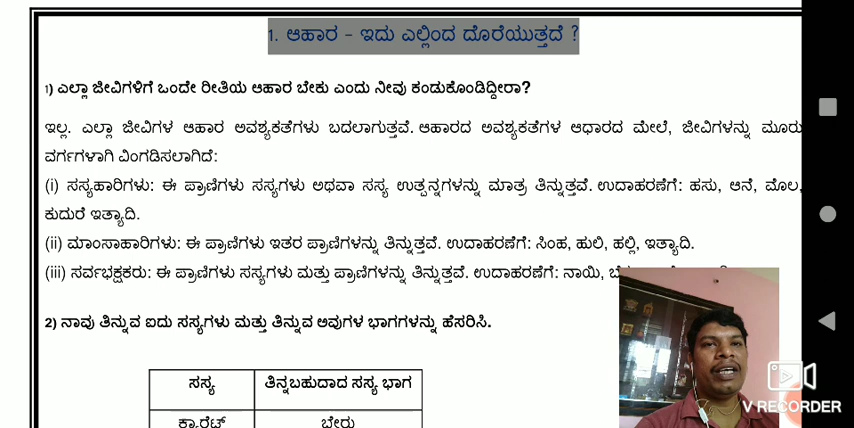 1. ಆಹಾರ – ಇದು ಎಲ್ಲಿಂದ ದೊರೆಯುತ್ತದೆ ?
1) ಎಲ್ಲಾ ಜೀವಿಗಳಿಗೆ ಒಂದೇ ರೀತಿಯ ಆಹಾರ ಬೇಕು ಎಂದು ನೀವು ಕಂಡುಕೊಂಡಿದ್ದೀರಾ?
ಇಲ್ಲ. ಎಲ್ಲಾ ಜೀವಿಗಳ ಆಹಾರ ಅವಶ್ಯಕತೆಗಳು ಬದಲಾಗುತ್ತವೆ. ಆಹಾರದ ಅವಶ್ಯಕತೆಗಳ ಆಧಾರದ ಮೇಲೆ, ಜೀವಿಗಳನ್ನು ಮೂರು
ವರ್ಗಗಳಾಗಿ ವಿಂಗಡಿಸಲಾಗಿದೆ:
(i) ಸಸ್ಯಹಾರಿಗಳು: ಈ ಪ್ರಾಣಿಗಳು ಸಸ್ಯಗಳು ಅಥವಾ ಸಸ್ಯ ಉತ್ಪನ್ನಗಳನ್ನು ಮಾತ್ರ ತಿನ್ನುತ್ತವೆ. ಉದಾಹರಣೆಗೆ: ಹಸು, ಆನೆ, ಮೊಲ,
ಕುದುರೆ ಇತ್ಯಾದಿ.
(ii) ಮಾಂಸಾಹಾರಿಗಳು: ಈ ಪ್ರಾಣಿಗಳು ಇತರ ಪ್ರಾಣಿಗಳನ್ನು ತಿನ್ನುತ್ತವೆ. ಉದಾಹರಣೆಗೆ: ಸಿಂಹ, ಹುಲಿ, ಹಲ್ಲಿ, ಇತ್ಯಾದಿ.
(iii) ಸರ್ವಭಕ್ಷಕರು: ಈ ಪ್ರಾಣಿಗಳು ಸಸ್ಯಗಳು ಮತ್ತು ಪ್ರಾಣಿಗಳನ್ನು ತಿನ್ನುತ್ತವೆ. ಉದಾಹರಣೆಗೆ: ನಾಯಿ,
2) ನಾವು ತಿನ್ನುವ ಐದು ಸಸ್ಯಗಳು ಮತ್ತು ತಿನ್ನುವ ಅವುಗಳ ಭಾಗಗಳನ್ನು ಹೆಸರಿಸಿ.
ಸಸ್ಯ ತಿನ್ನಬಹುದಾದ ಸಸ್ಯ ಭಾಗ
ಕ್ಯಾರೆಟ್ ಬೇರು
V RECORDER